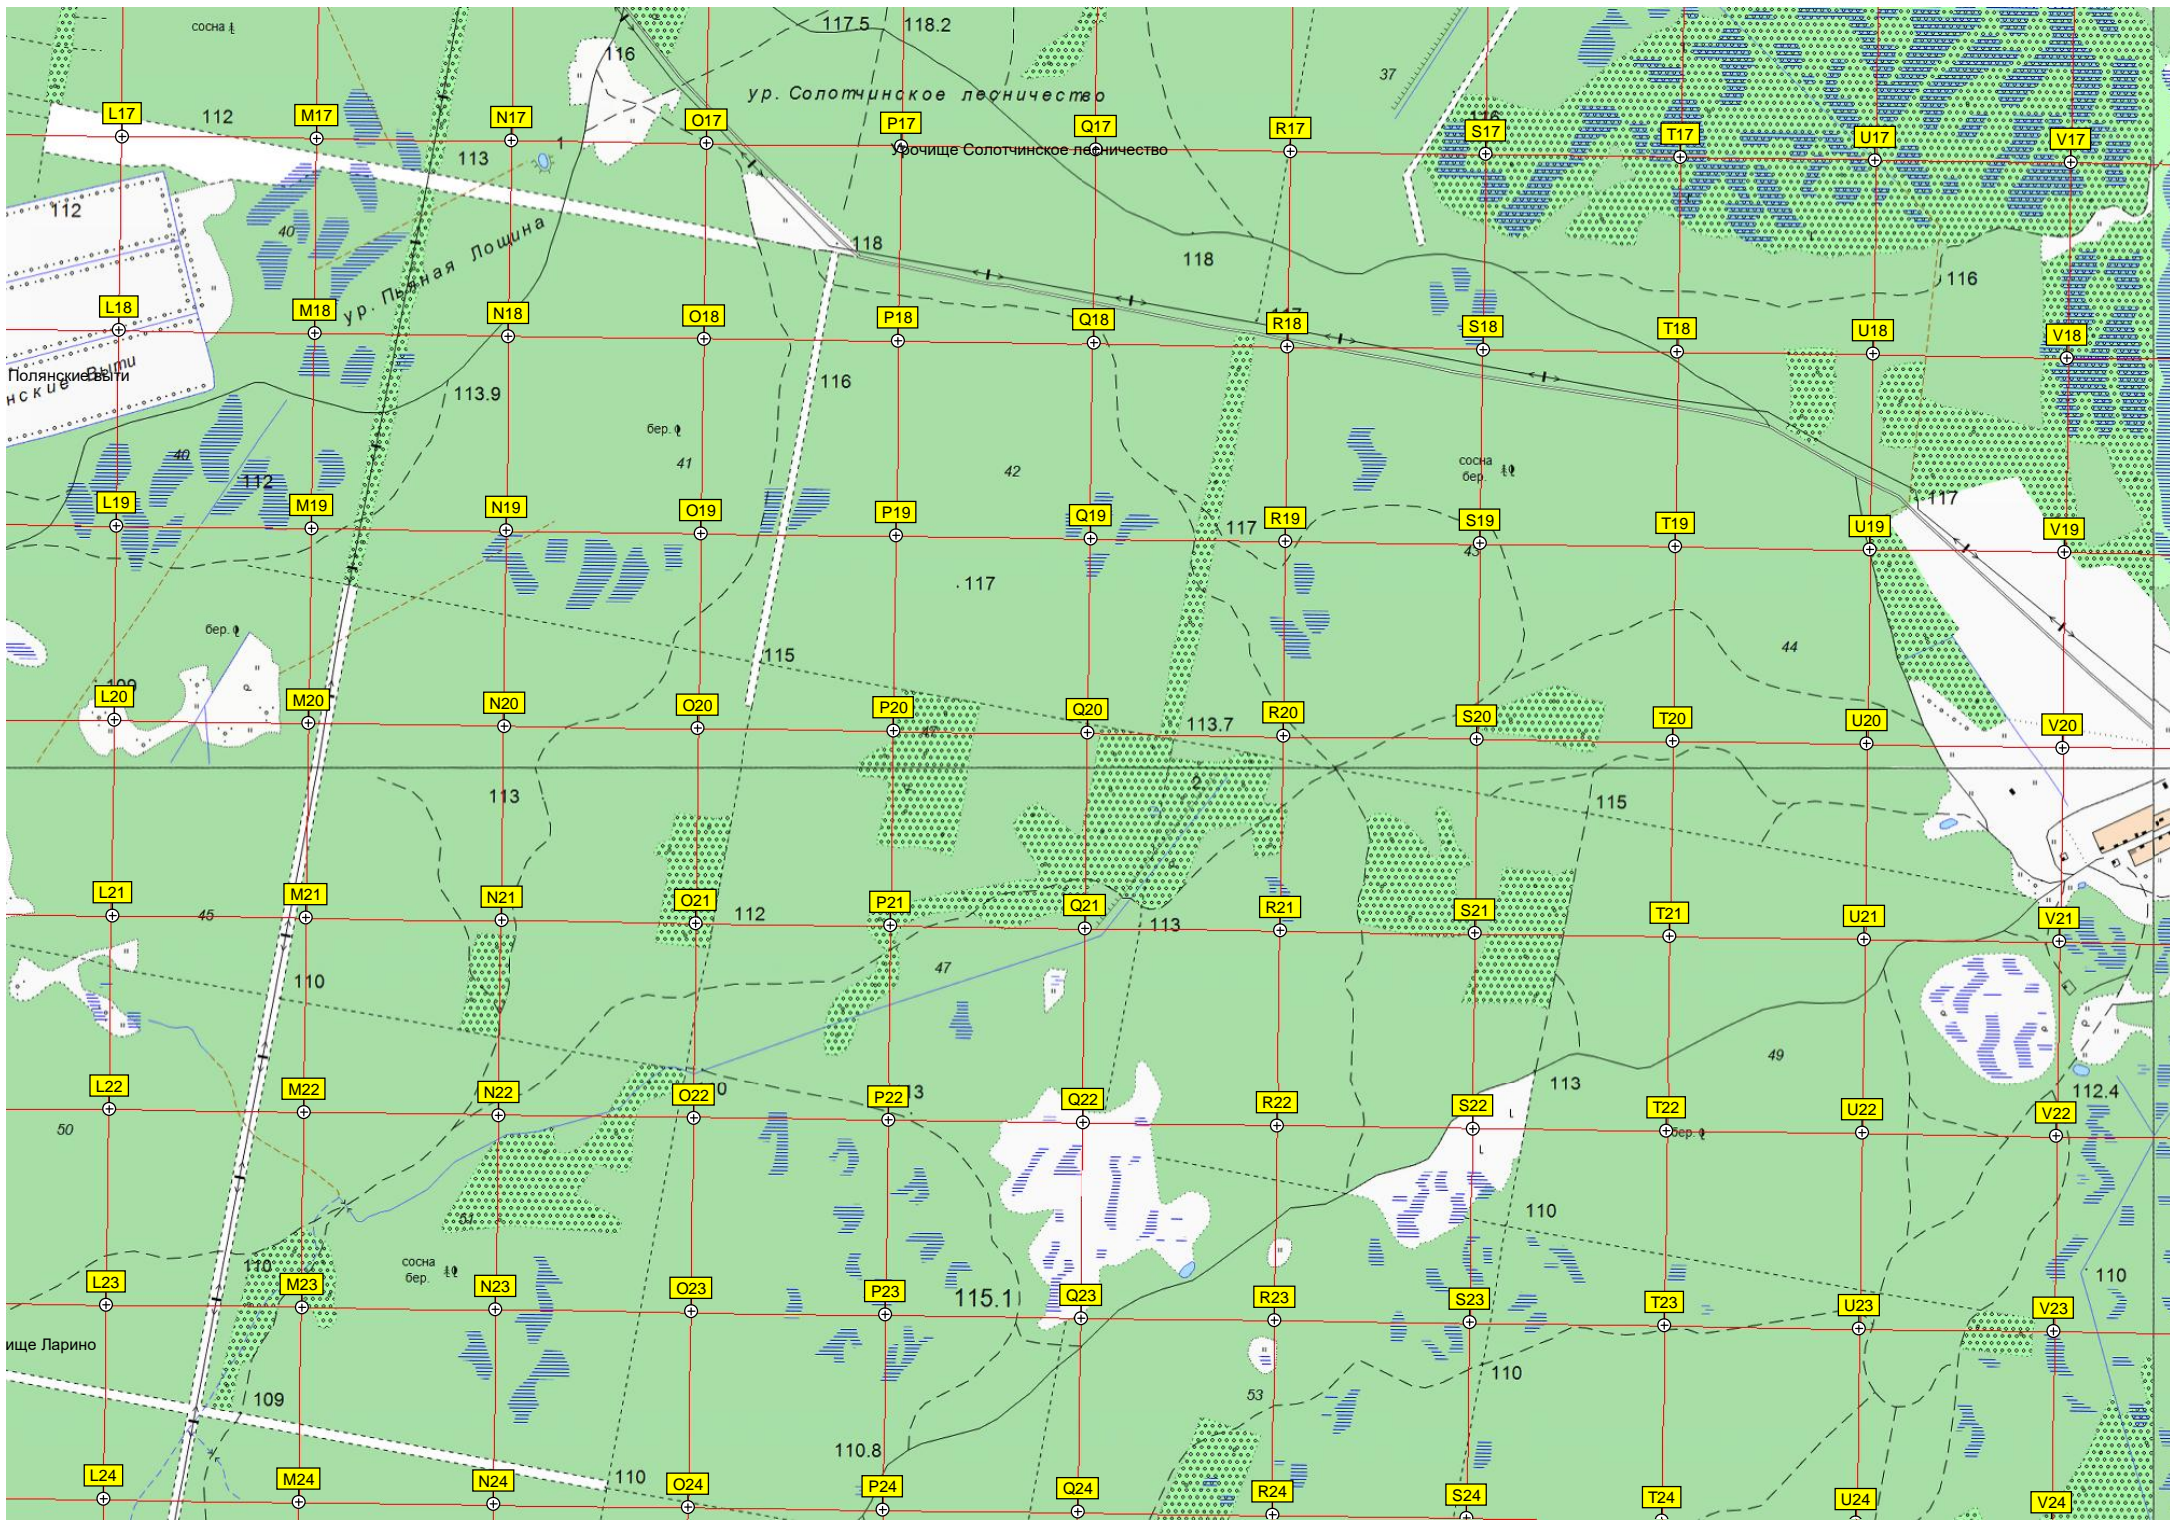 сосна
117.5
118.2
116
37
ур. Солотчинское лесничество
112
L17
M17
N17
O17
P17
Q17
R17
S17
T17
U17
V17
113
1
Урочище Солотчинское лесничество
112
40
ур. Пьяная Лощина
118
118
116
L18
M18
N18
O18
P18
Q18
R18
S18
T18
U18
V18
Полянские выти
нские Выти
113.9
116
бер.
41
42
сосна
бер.
40
112
117
L19
M19
N19
O19
P19
Q19
117
R19
S19
T19
U19
V19
43
117
бер.
115
44
109
L20
M20
N20
O20
P20
Q20
113.7
R20
S20
T20
U20
V20
47
2
113
115
L21
45
M21
N21
O21
112
P21
Q21
113
R21
S21
T21
U21
V21
47
110
49
113
112.4
L22
M22
N22
O22
P22
Q22
R22
S22
T22
U22
V22
50
бер.
51
110
сосна
бер.
110
110
L23
M23
N23
O23
P23
115.1
Q23
R23
S23
T23
U23
V23
ище Ларино
109
53
110
110.8
110
L24
M24
N24
O24
P24
Q24
R24
S24
T24
U24
V24